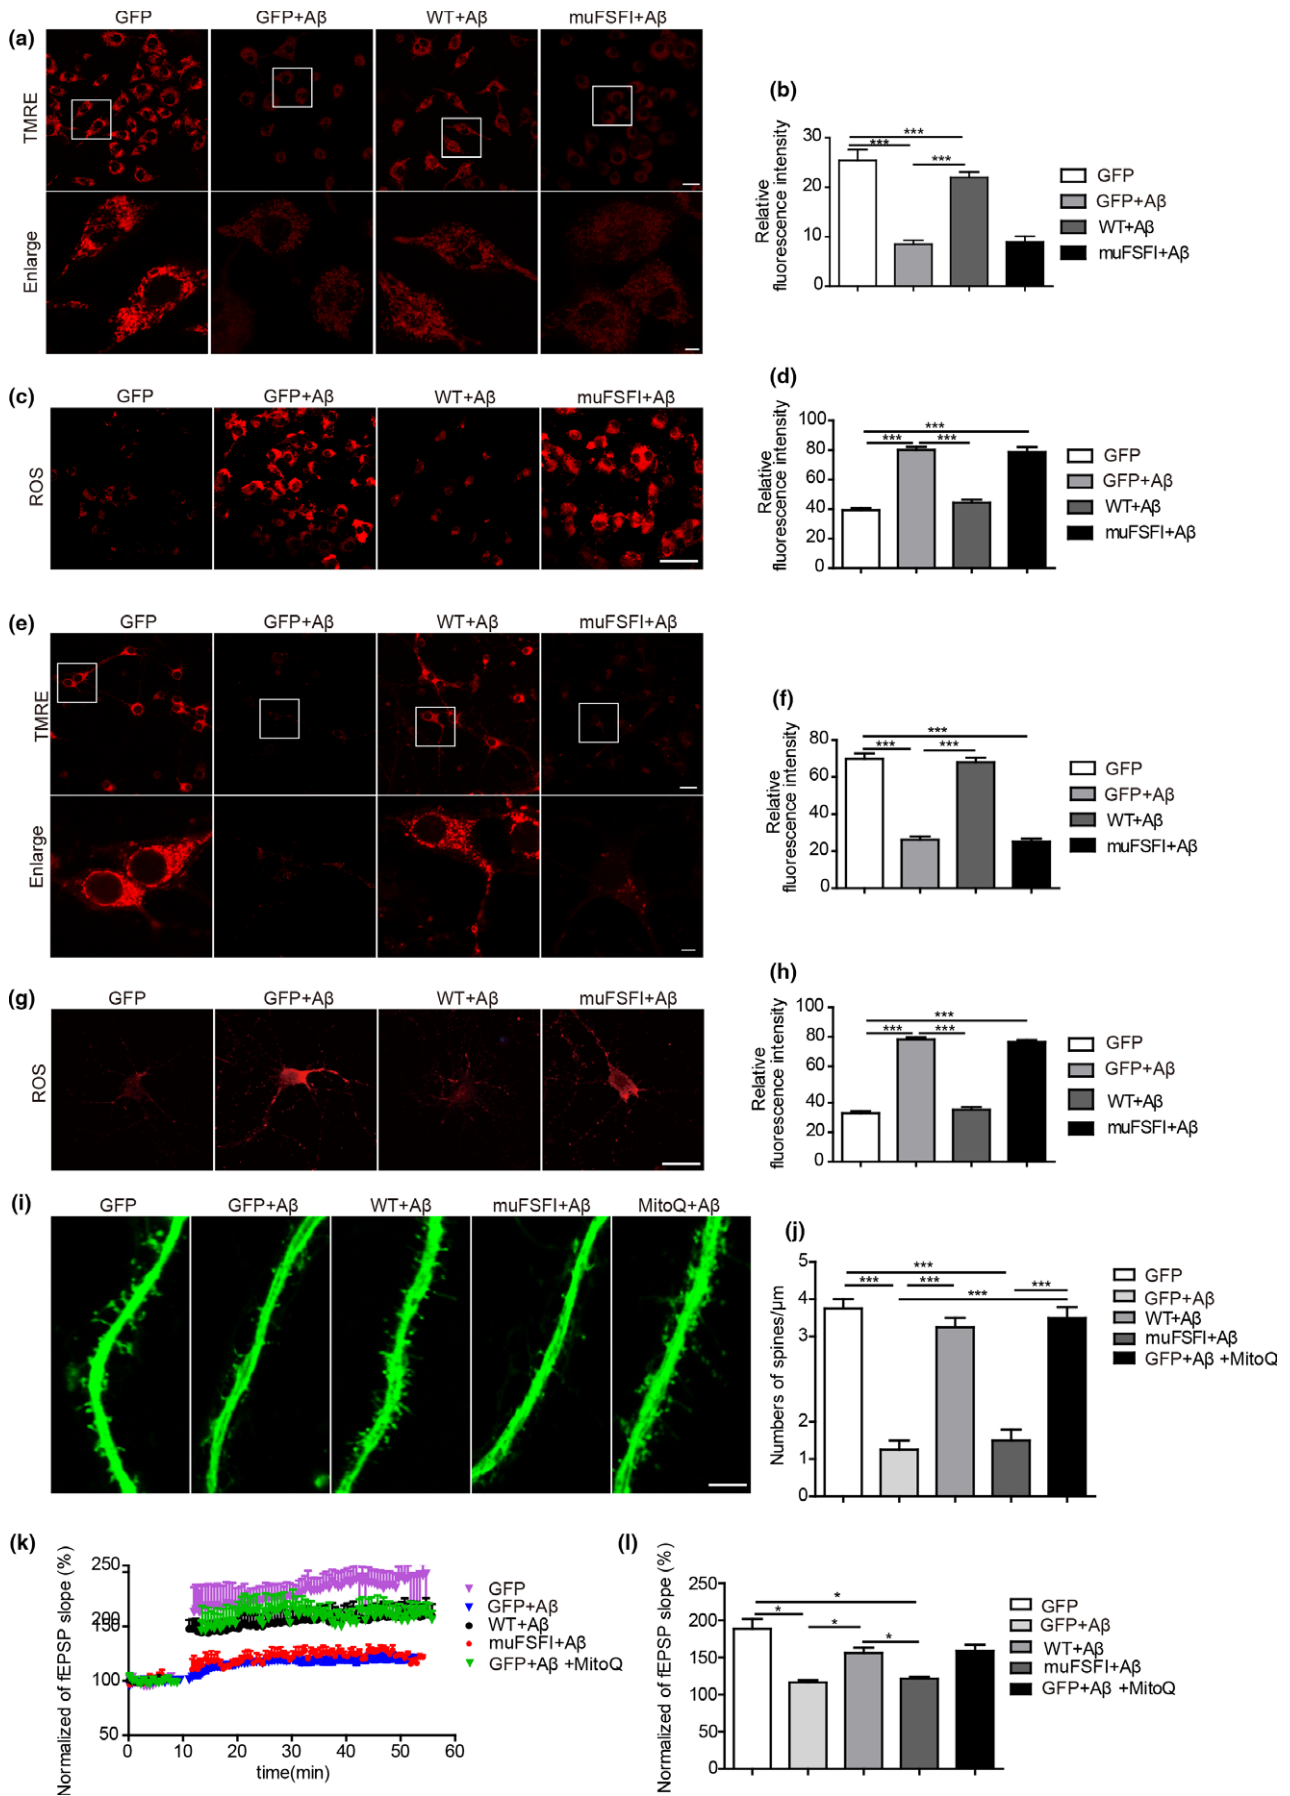 (a)
GFP GFP+Aβ WT+Aβ muFSFI+Aβ
TMRE
Enlarge
(b)
Relative
fluorescence intensity
30
20
10
0
***
***
***
GFP
GFP+Aβ
WT+Aβ
muFSFI+Aβ
(c)
GFP GFP+Aβ WT+Aβ muFSFI+Aβ
ROS
(d)
Relative
fluorescence intensity
100
80
60
40
20
0
***
*** ***
GFP
GFP+Aβ
WT+Aβ
muFSFI+Aβ
(e)
GFP GFP+Aβ WT+Aβ muFSFI+Aβ
TMRE
Enlarge
(f)
Relative
fluorescence intensity
80
60
40
20
0
***
*** ***
GFP
GFP+Aβ
WT+Aβ
muFSFI+Aβ
(g)
GFP GFP+Aβ WT+Aβ muFSFI+Aβ
ROS
(h)
Relative
fluorescence intensity
100
80
60
40
20
0
***
*** ***
GFP
GFP+Aβ
WT+Aβ
muFSFI+Aβ
(i)
GFP GFP+Aβ WT+Aβ muFSFI+Aβ MitoQ+Aβ
(j)
Numbers of spines/µm
5
4
3
2
1
0
***
*** *** ***
***
GFP
GFP+Aβ
WT+Aβ
muFSFI+Aβ
GFP+Aβ +MitoQ
(k)
Normalized of fEPSP slope (%)
250
200
150
100
50
0 10 20 30 40 50 60
time(min)
GFP
GFP+Aβ
WT+Aβ
muFSFI+Aβ
GFP+Aβ +MitoQ
(l)
Normalized of fEPSP slope (%)
250
200
150
100
50
0
*
*
*
*
GFP
GFP+Aβ
WT+Aβ
muFSFI+Aβ
GFP+Aβ +MitoQ